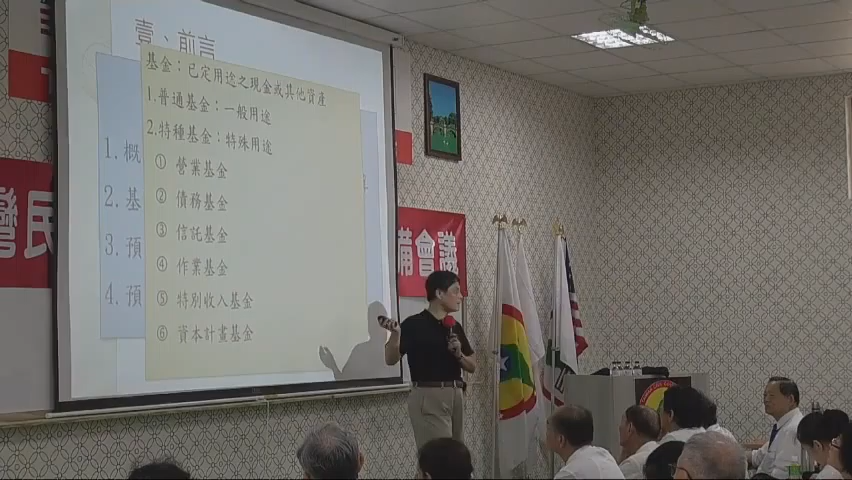 壹、前言
基金：已定用途之現金或其他資產
1.普通基金：一般用途
2.特種基金：特殊用途
① 營業基金
② 債務基金
③ 信託基金
④ 作業基金
⑤ 特別收入基金
⑥ 資本計畫基金
1.概
2.基
3.預
4.預
灣民
備會議